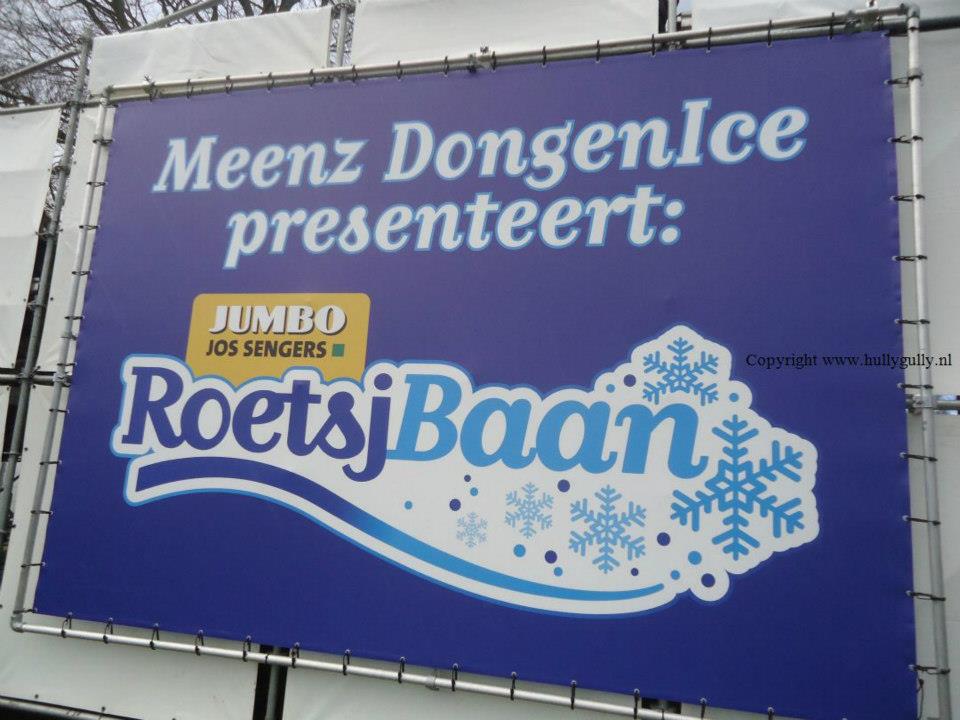 Meenz DongenIce
presenteert:
JUMBO
JOS SENGERS
Copyright www.hullygully.nl
RoetsjBaan